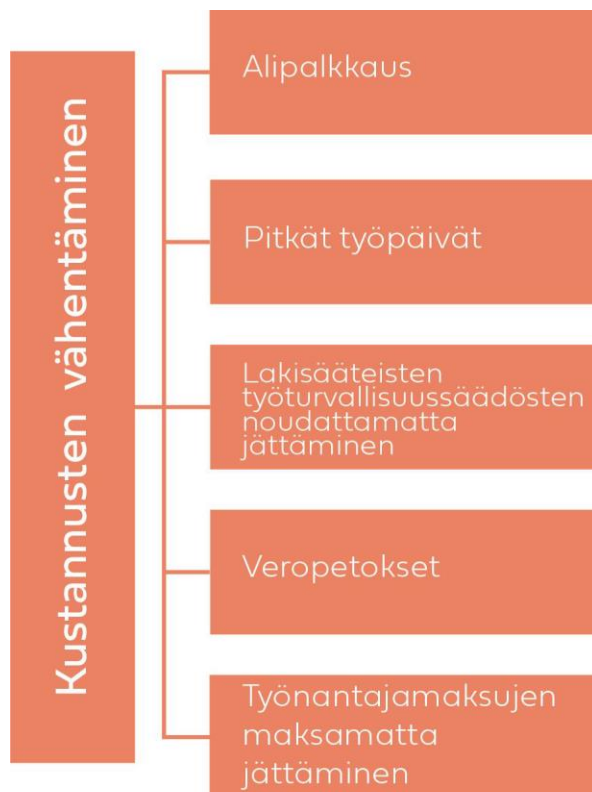 Kustannusten vähentäminen
Alipalkkaus
Pitkät työpäivät
Lakisääteisten
työturvallisuussäädösten
noudattamatta
jättäminen
Veropetokset
Työnantajamaksujen
maksamatta
jättäminen